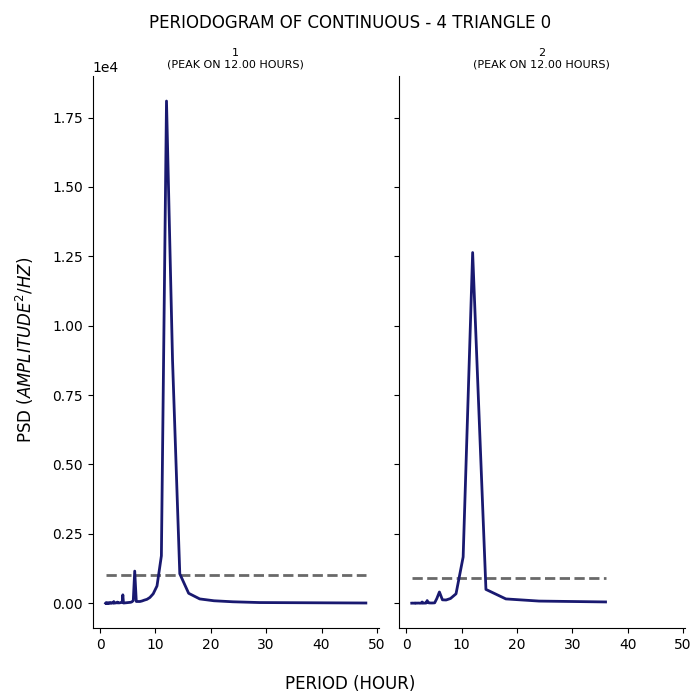 PERIODOGRAM OF CONTINUOUS - 4 TRIANGLE 0
1
(PEAK ON 12.00 HOURS)
2
(PEAK ON 12.00 HOURS)
1e4
1.75
1.50
1.25
1.00
0.75
0.50
0.25
0.00
PSD (AMPLITUDE²/HZ)
0 10 20 30 40 50
0 10 20 30 40 50
PERIOD (HOUR)